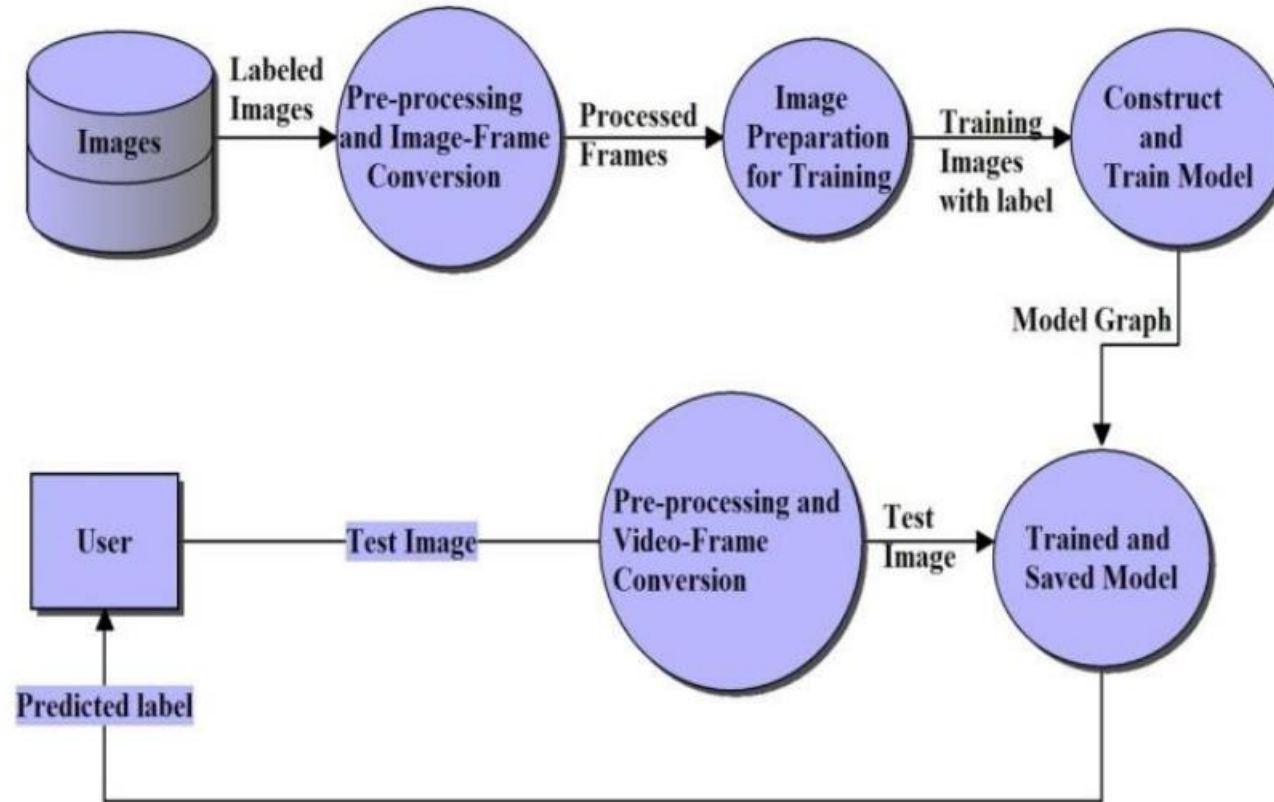 Images
Labeled
Images
Pre-processing
and Image-Frame
Conversion
Processed
Frames
Image
Preparation
for Training
Training
Images
with label
Construct
and
Train Model
Model Graph
User
Test Image
Pre-processing and
Video-Frame
Conversion
Test
Image
Trained and
Saved Model
Predicted label